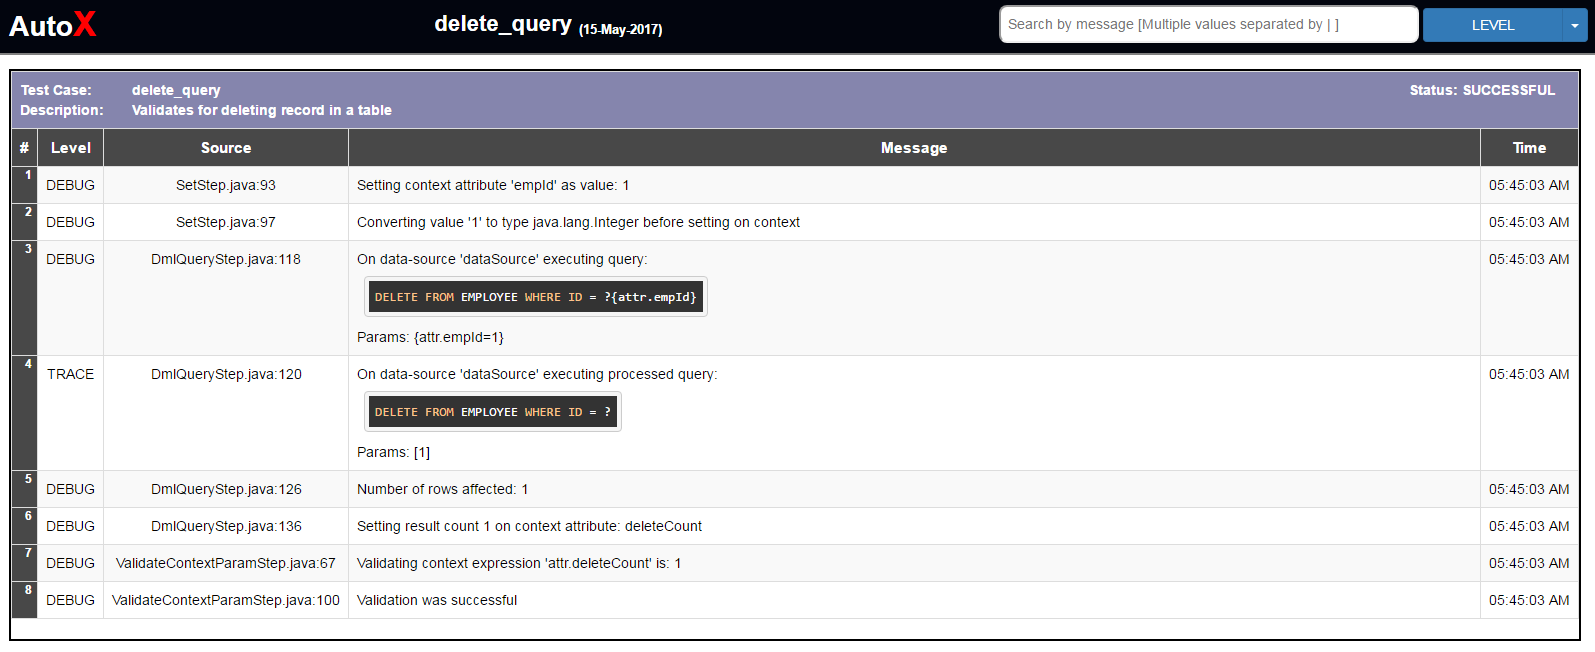 AutoX
delete_query (15-May-2017)
Search by message [Multiple values separated by | ]
LEVEL
Test Case: delete_query Status: SUCCESSFUL
Description: Validates for deleting record in a table
# Level Source Message Time
1 DEBUG SetStep.java:93 Setting context attribute 'empId' as value: 1 05:45:03 AM
2 DEBUG SetStep.java:97 Converting value '1' to type java.lang.Integer before setting on context 05:45:03 AM
3 DEBUG DmlQueryStep.java:118 On data-source 'dataSource' executing query: 05:45:03 AM
DELETE FROM EMPLOYEE WHERE ID = ?{attr.empId}
Params: {attr.empId=1}
4 TRACE DmlQueryStep.java:120 On data-source 'dataSource' executing processed query: 05:45:03 AM
DELETE FROM EMPLOYEE WHERE ID = ?
Params: [1]
5 DEBUG DmlQueryStep.java:126 Number of rows affected: 1 05:45:03 AM
6 DEBUG DmlQueryStep.java:136 Setting result count 1 on context attribute: deleteCount 05:45:03 AM
7 DEBUG ValidateContextParamStep.java:67 Validating context expression 'attr.deleteCount' is: 1 05:45:03 AM
8 DEBUG ValidateContextParamStep.java:100 Validation was successful 05:45:03 AM